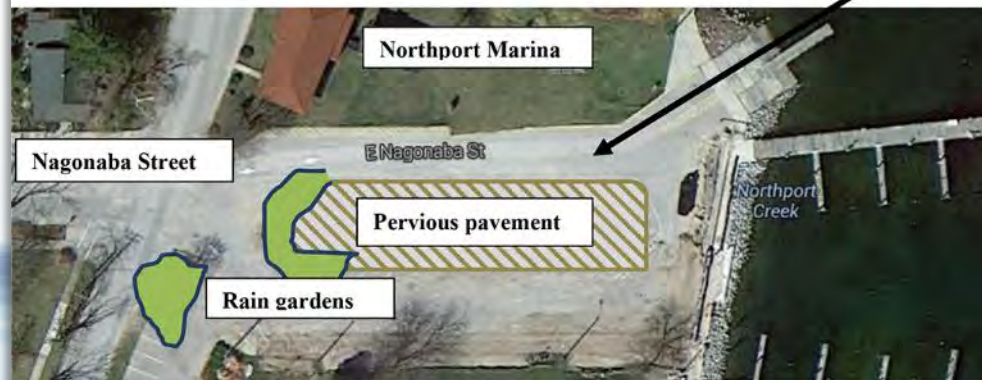 Northport Marina
Nagonaba Street
E Nagonaba St
Northport
Creek
Pervious pavement
Rain gardens